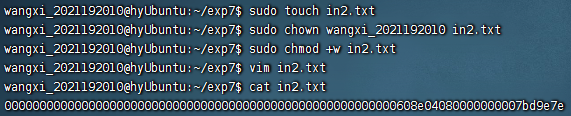 wangxi_2021192010@hyUbuntu:~/exp7$ sudo touch in2.txt
wangxi_2021192010@hyUbuntu:~/exp7$ sudo chown wangxi_2021192010 in2.txt
wangxi_2021192010@hyUbuntu:~/exp7$ sudo chmod +w in2.txt
wangxi_2021192010@hyUbuntu:~/exp7$ vim in2.txt
wangxi_2021192010@hyUbuntu:~/exp7$ cat in2.txt
00000000000000000000000000000000000000000000000000000000608e04080000000007bd9e7e